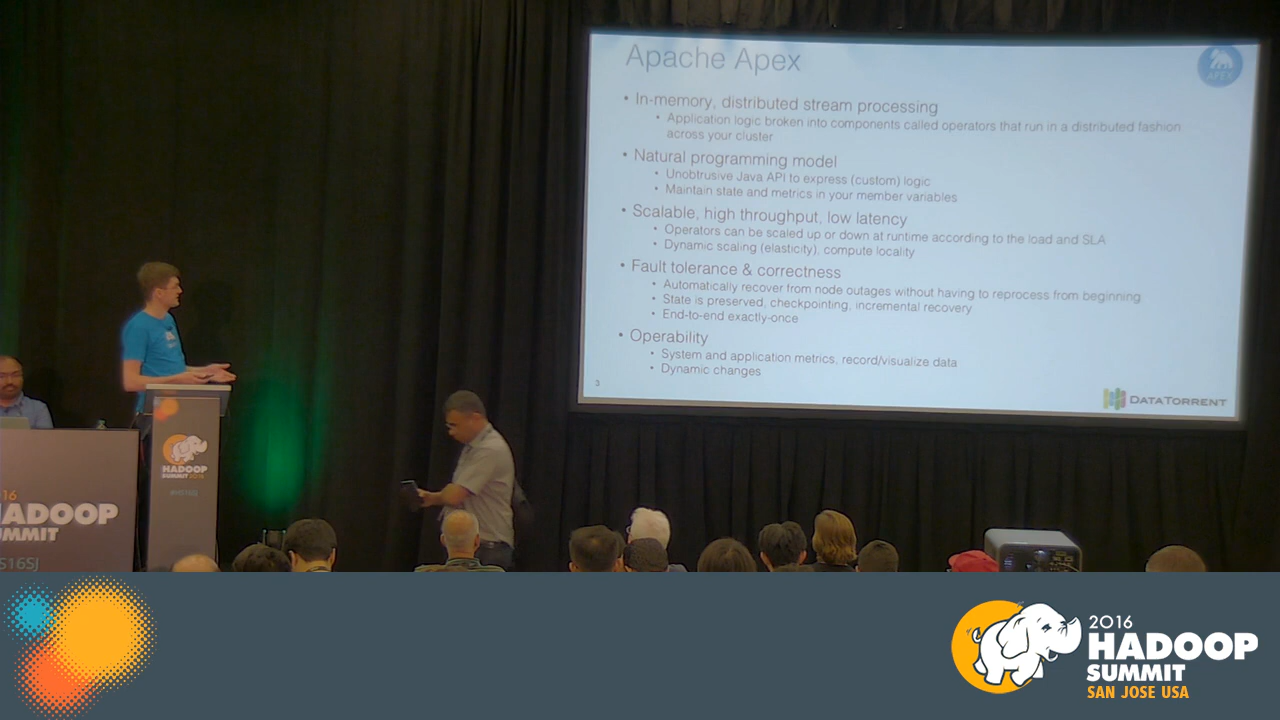 Apache Apex
APEX
• In-memory, distributed stream processing
• Application logic broken into components called operators that run in a distributed fashion
across your cluster
• Natural programming model
• Unobtrusive Java API to express (custom) logic
• Maintain state and metrics in your member variables
• Scalable, high throughput, low latency
• Operators can be scaled up or down at runtime according to the load and SLA
• Dynamic scaling (elasticity), compute locality
• Fault tolerance & correctness
• Automatically recover from node outages without having to reprocess from beginning
• State is preserved, checkpointing, incremental recovery
• End-to-end exactly-once
• Operability
• System and application metrics, record/visualize data
• Dynamic changes
3
DATATORRENT
HADOOP
SUMMIT 2016
#HS16SJ
16
ADOOP
MMIT
S16SJ
2016
HADOOP
SUMMIT
SAN JOSE USA